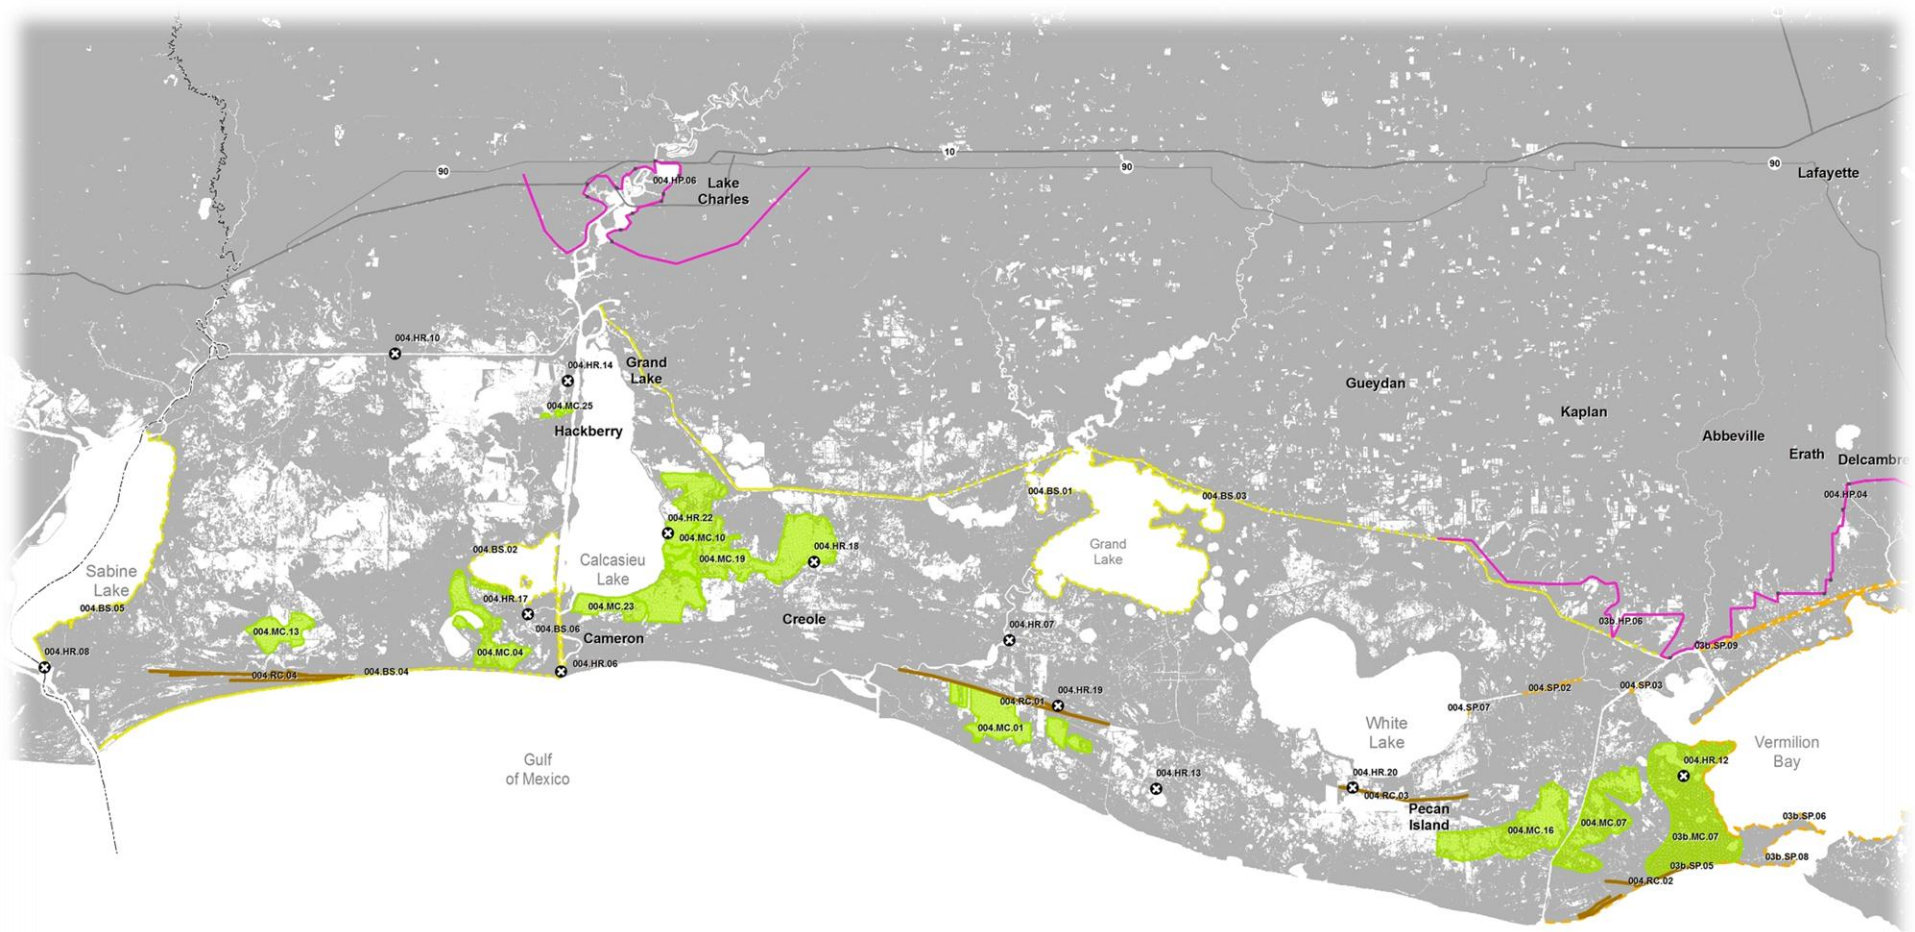 10
90
90
90
Lafayette
004.HP.06
Lake
Charles
004.HR.10
004.HR.14
Grand
Lake
004.MC.25
Hackberry
Gueydan
Kaplan
Abbeville
Erath
Delcambre
004.HP.04
004.BS.01
004.BS.03
004.HR.22
004.MC.10
004.HR.18
004.MC.19
004.BS.02
Calcasieu
Lake
Grand
Lake
Sabine
Lake
004.BS.05
004.HR.17
004.MC.23
Creole
004.BS.06
Cameron
004.MC.13
004.HR.08
004.MC.04
004.HR.06
004.RC.04
004.BS.04
004.HR.07
03b.HP.06
03b.SP.09
004.SP.02
004.SP.03
004.SP.07
004.HR.19
004.RC.01
004.MC.01
White
Lake
Vermilion
Bay
Gulf
of Mexico
004.HR.13
004.HR.20
004.RC.03
004.HR.12
Pecan
Island
004.MC.16
004.MC.07
03b.MC.07
03b.SP.06
03b.SP.08
03b.SP.05
004.RC.02